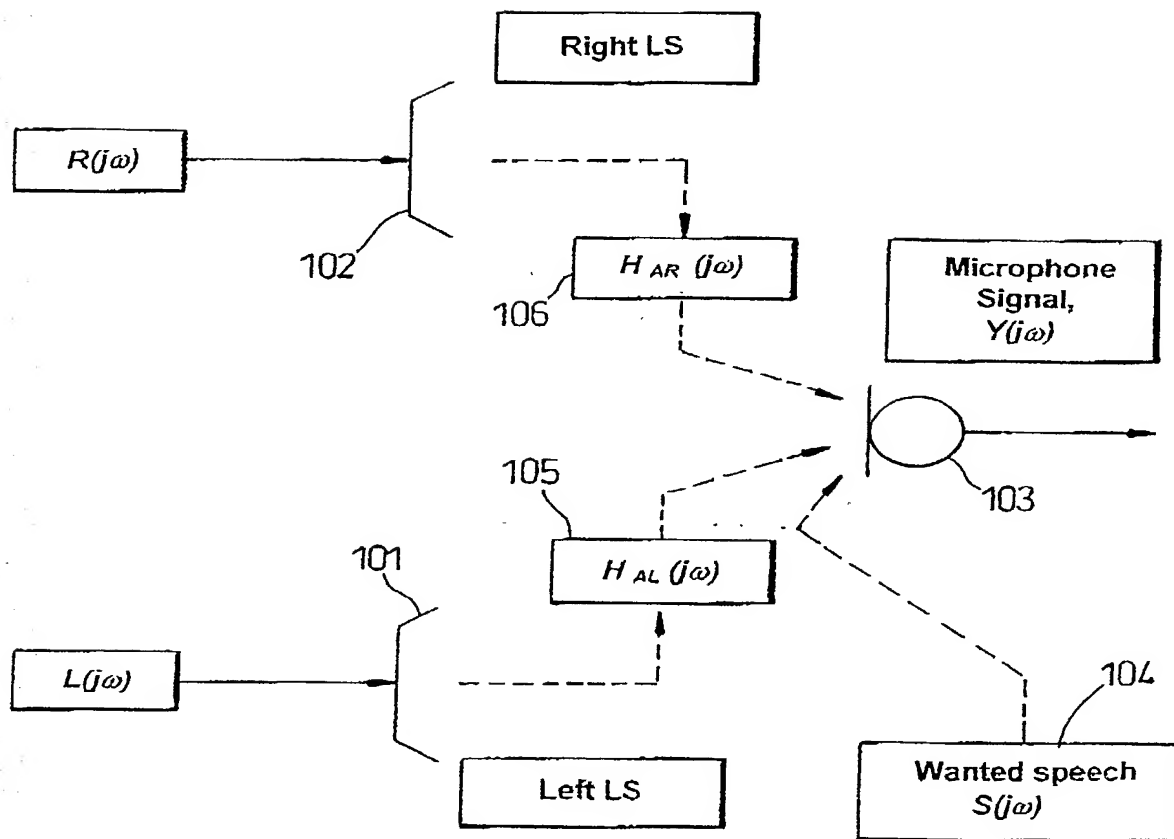 Right LS
R(jω)
102
H AR (jω)
106
Microphone
Signal,
Y(jω)
105
103
101
H AL (jω)
L(jω)
104
Left LS
Wanted speech
S(jω)